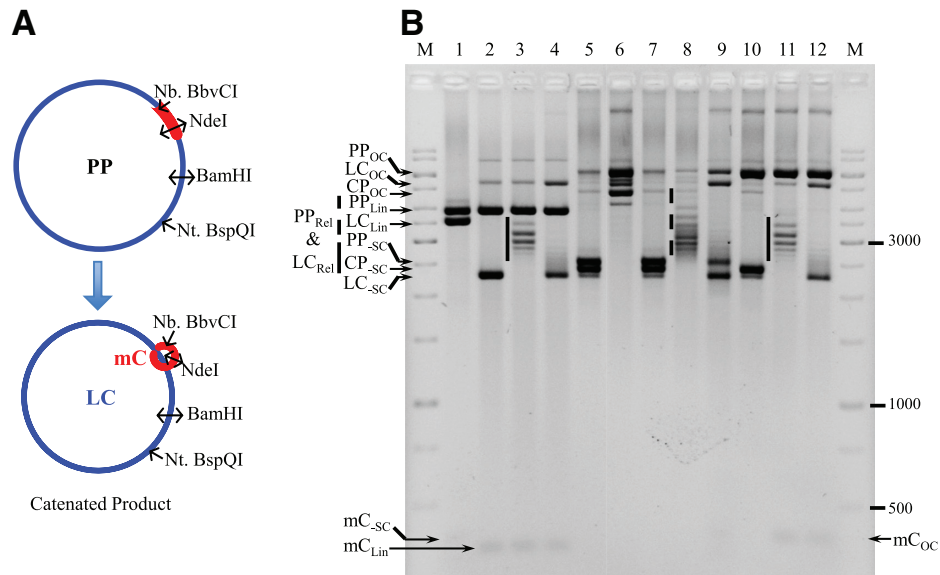 A
Nb. BbvCI
NdeI
PP
BamHI
Nt. BspQI
Nb. BbvCI
mC
NdeI
LC
BamHI
Nt. BspQI
Catenated Product
B
M 1 2 3 4 5 6 7 8 9 10 11 12 M
PPOC
LCOC
CPOC
PPLin
PPRel
&
LCRel
LCLin
PP-SC
CP-SC
LC-SC
3000
1000
500
mC-SC
mCLin
mCOC